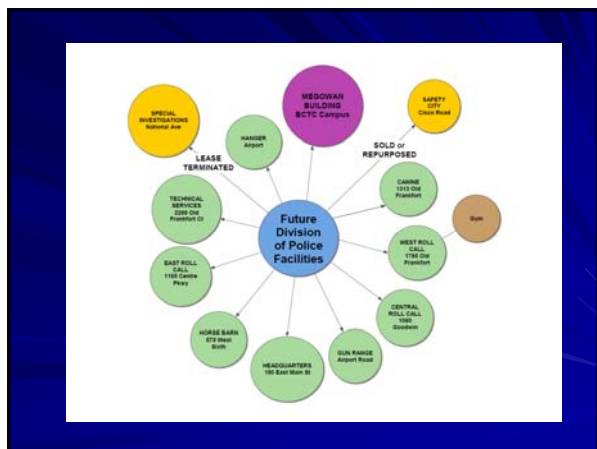 MEGOWAN
BUILDING
BCTC Campus
SAFETY
CITY
Cisco Road
SPECIAL
INVESTIGATIONS
National Ave
HANGER
Airport
SOLD or
REPURPOSED
LEASE
TERMINATED
CANINE
1313 Old
Frankfort
TECHNICAL
SERVICES
Old
Frankfort Ct
Gym
Future
Division
of Police
Facilities
WEST ROLL
CALL
1795 Old
Frankfort
EAST ROLL
CALL
Centre
Pkwy
CENTRAL
ROLL CALL
1060
Goodwin
HORSE BARN
West
Sixth
GUN RANGE
Airport Road
HEADQUARTERS
150 East Main St